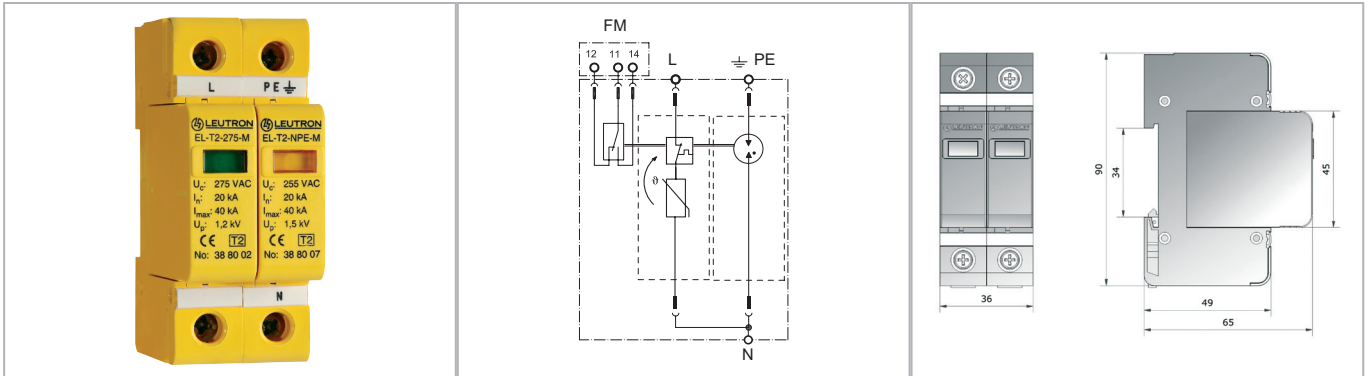 L
PE
LEUTRON
EL-T2-275-M
Uc: 275 VAC
In: 20 kA
Imax: 40 kA
Up: 1,2 kV
CE T2
No: 38 80 02
LEUTRON
EL-T2-NPE-M
Uc: 255 VAC
In: 20 kA
Imax: 40 kA
Up: 1,5 kV
CE T2
No: 38 80 07
N
FM
12 11 14
L
PE
ϑ
N
LEUTRON
LEUTRON
36
90
34
45
49
65